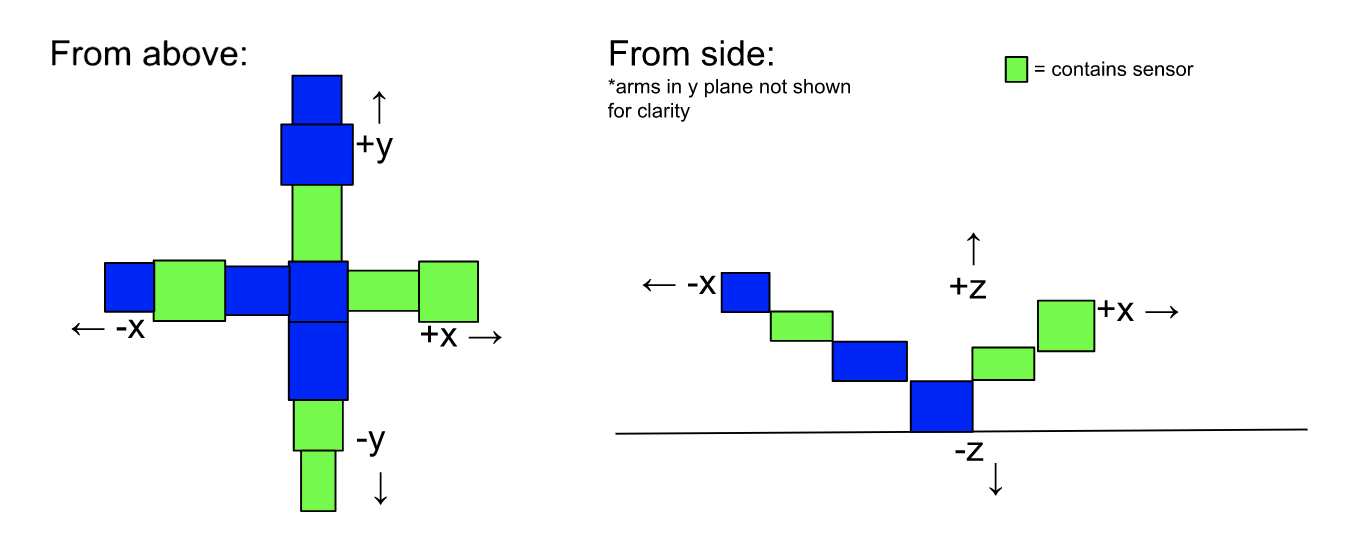 From above:
↑
+y
← -x
+x →
-y
↓
From side:
*arms in y plane not shown
for clarity
= contains sensor
↑
+z
← -x
+x →
-z
↓